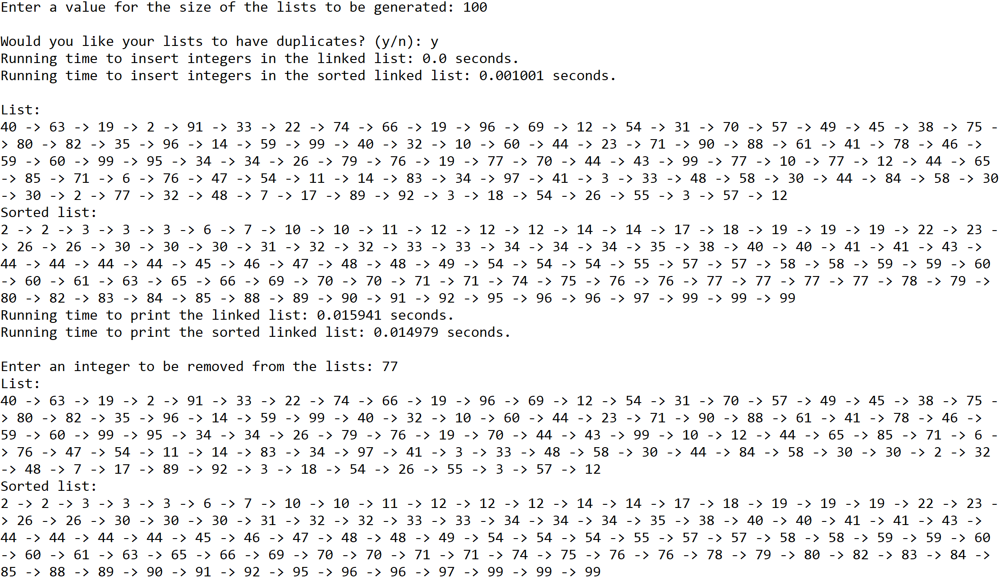 Enter a value for the size of the lists to be generated: 100
Would you like your lists to have duplicates? (y/n): y
Running time to insert integers in the linked list: 0.0 seconds.
Running time to insert integers in the sorted linked list: 0.001001 seconds.
List:
40 -> 63 -> 19 -> 2 -> 91 -> 33 -> 22 -> 74 -> 66 -> 19 -> 96 -> 69 -> 12 -> 54 -> 31 -> 70 -> 57 -> 49 -> 45 -> 38 -> 75 -
> 80 -> 82 -> 35 -> 96 -> 14 -> 59 -> 99 -> 40 -> 32 -> 10 -> 60 -> 44 -> 23 -> 71 -> 90 -> 88 -> 61 -> 41 -> 78 -> 46 ->
59 -> 60 -> 99 -> 95 -> 34 -> 34 -> 26 -> 79 -> 76 -> 19 -> 77 -> 70 -> 44 -> 43 -> 99 -> 77 -> 10 -> 77 -> 12 -> 44 -> 65
-> 85 -> 71 -> 6 -> 76 -> 47 -> 54 -> 11 -> 14 -> 83 -> 34 -> 97 -> 41 -> 3 -> 33 -> 48 -> 58 -> 30 -> 44 -> 84 -> 58 -> 30
-> 30 -> 2 -> 77 -> 32 -> 48 -> 7 -> 17 -> 89 -> 92 -> 3 -> 18 -> 54 -> 26 -> 55 -> 3 -> 57 -> 12
Sorted list:
2 -> 2 -> 3 -> 3 -> 3 -> 6 -> 7 -> 10 -> 10 -> 11 -> 12 -> 12 -> 12 -> 14 -> 14 -> 17 -> 18 -> 19 -> 19 -> 19 -> 22 -> 23 -
> 26 -> 26 -> 30 -> 30 -> 30 -> 31 -> 32 -> 32 -> 33 -> 33 -> 34 -> 34 -> 34 -> 35 -> 38 -> 40 -> 40 -> 41 -> 41 -> 43 ->
44 -> 44 -> 44 -> 44 -> 45 -> 46 -> 47 -> 48 -> 48 -> 49 -> 54 -> 54 -> 54 -> 55 -> 57 -> 57 -> 58 -> 58 -> 59 -> 59 -> 60
-> 60 -> 61 -> 63 -> 65 -> 66 -> 69 -> 70 -> 70 -> 71 -> 71 -> 74 -> 75 -> 76 -> 76 -> 77 -> 77 -> 77 -> 77 -> 78 -> 79 ->
80 -> 82 -> 83 -> 84 -> 85 -> 88 -> 89 -> 90 -> 91 -> 92 -> 95 -> 96 -> 96 -> 97 -> 99 -> 99 -> 99
Running time to print the linked list: 0.015941 seconds.
Running time to print the sorted linked list: 0.014979 seconds.
Enter an integer to be removed from the lists: 77
List:
40 -> 63 -> 19 -> 2 -> 91 -> 33 -> 22 -> 74 -> 66 -> 19 -> 96 -> 69 -> 12 -> 54 -> 31 -> 70 -> 57 -> 49 -> 45 -> 38 -> 75 -
> 80 -> 82 -> 35 -> 96 -> 14 -> 59 -> 99 -> 40 -> 32 -> 10 -> 60 -> 44 -> 23 -> 71 -> 90 -> 88 -> 61 -> 41 -> 78 -> 46 ->
59 -> 60 -> 99 -> 95 -> 34 -> 34 -> 26 -> 79 -> 76 -> 19 -> 70 -> 44 -> 43 -> 99 -> 10 -> 12 -> 44 -> 65 -> 85 -> 71 -> 6 -
> 76 -> 47 -> 54 -> 11 -> 14 -> 83 -> 34 -> 97 -> 41 -> 3 -> 33 -> 48 -> 58 -> 30 -> 44 -> 84 -> 58 -> 30 -> 30 -> 2 -> 32
-> 48 -> 7 -> 17 -> 89 -> 92 -> 3 -> 18 -> 54 -> 26 -> 55 -> 3 -> 57 -> 12
Sorted list:
2 -> 2 -> 3 -> 3 -> 3 -> 6 -> 7 -> 10 -> 10 -> 11 -> 12 -> 12 -> 12 -> 14 -> 14 -> 17 -> 18 -> 19 -> 19 -> 19 -> 22 -> 23 -
> 26 -> 26 -> 30 -> 30 -> 30 -> 31 -> 32 -> 32 -> 33 -> 33 -> 34 -> 34 -> 34 -> 35 -> 38 -> 40 -> 40 -> 41 -> 41 -> 43 ->
44 -> 44 -> 44 -> 44 -> 45 -> 46 -> 47 -> 48 -> 48 -> 49 -> 54 -> 54 -> 54 -> 55 -> 57 -> 57 -> 58 -> 58 -> 59 -> 59 -> 60
-> 60 -> 61 -> 63 -> 65 -> 66 -> 69 -> 70 -> 70 -> 71 -> 71 -> 74 -> 75 -> 76 -> 76 -> 78 -> 79 -> 80 -> 82 -> 83 -> 84 ->
85 -> 88 -> 89 -> 90 -> 91 -> 92 -> 95 -> 96 -> 96 -> 97 -> 99 -> 99 -> 99